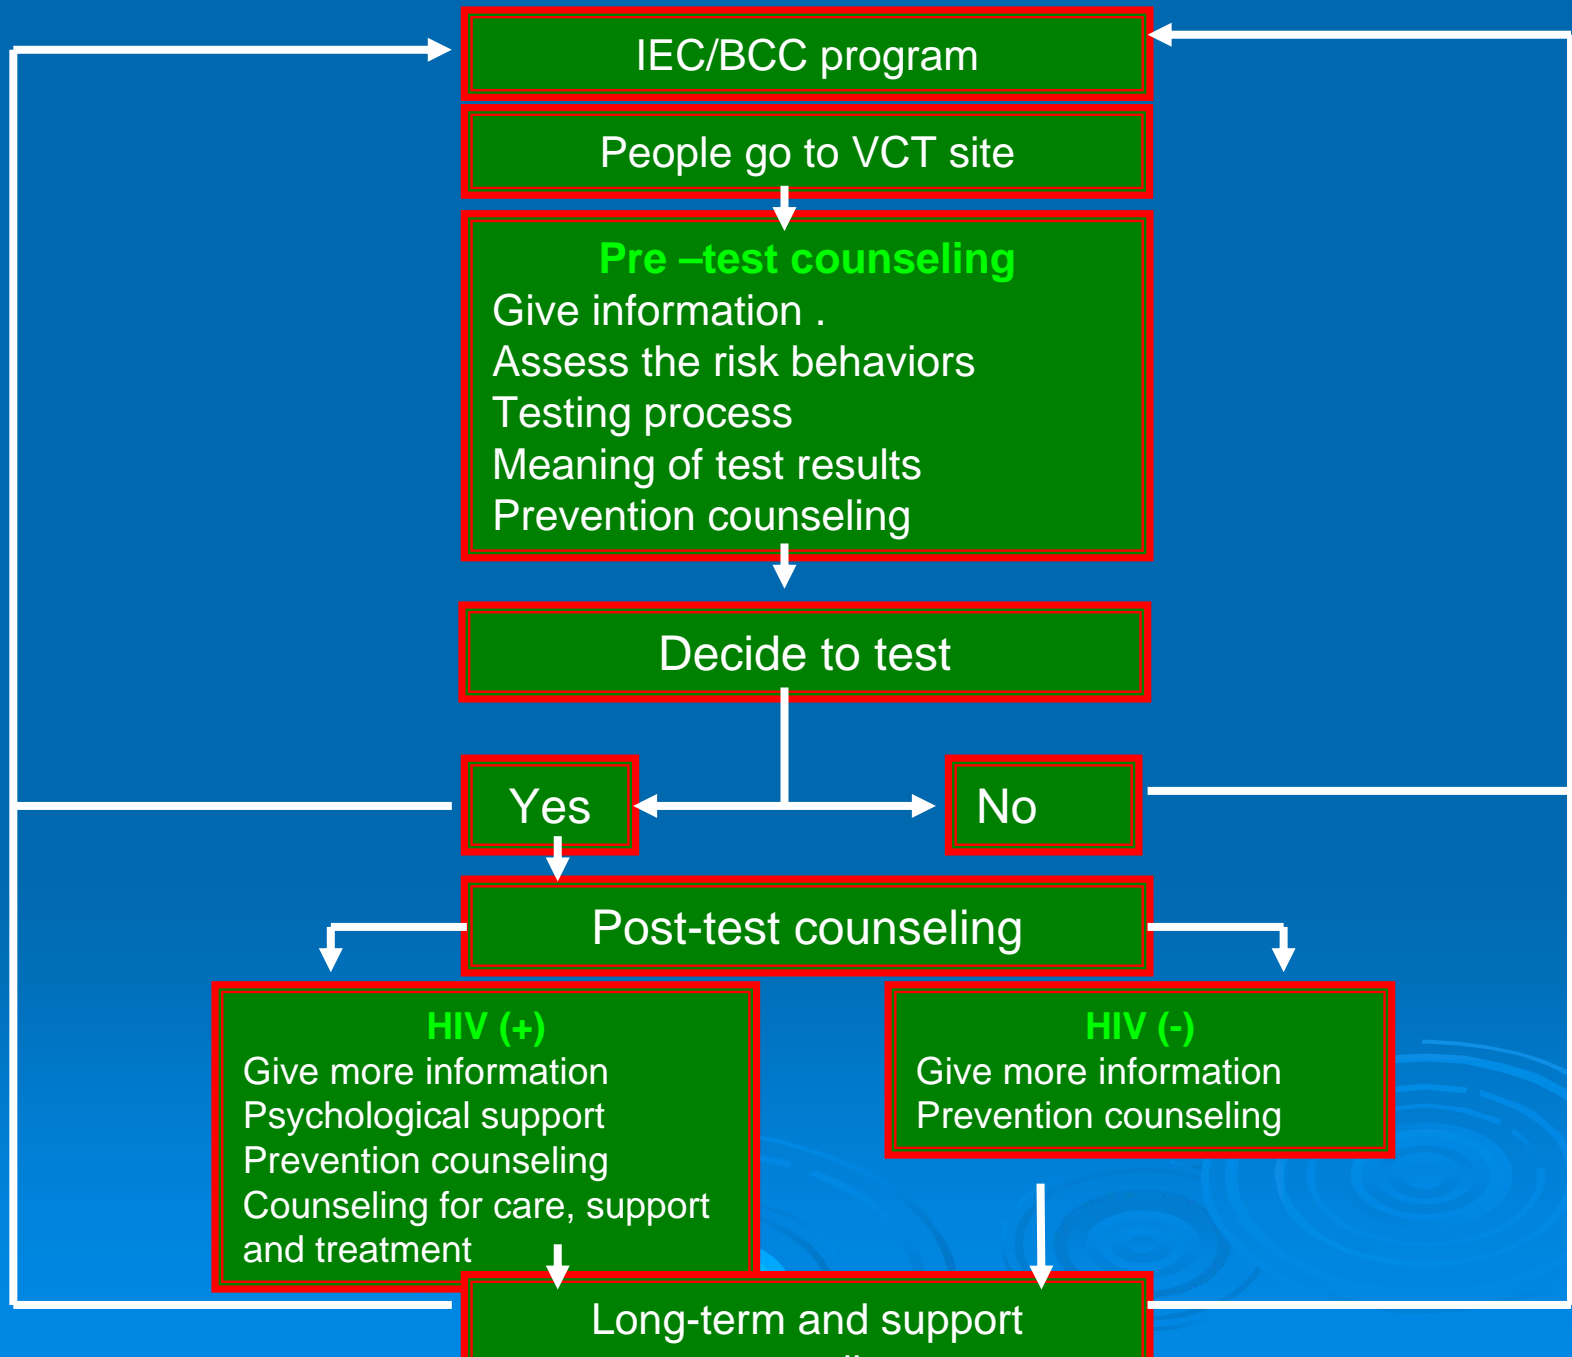 IEC/BCC program
People go to VCT site
Pre –test counseling
Give information .
Assess the risk behaviors
Testing process
Meaning of test results
Prevention counseling
Decide to test
Yes
No
Post-test counseling
HIV (+)
Give more information
Psychological support
Prevention counseling
Counseling for care, support
and treatment
HIV (-)
Give more information
Prevention counseling
Long-term and support